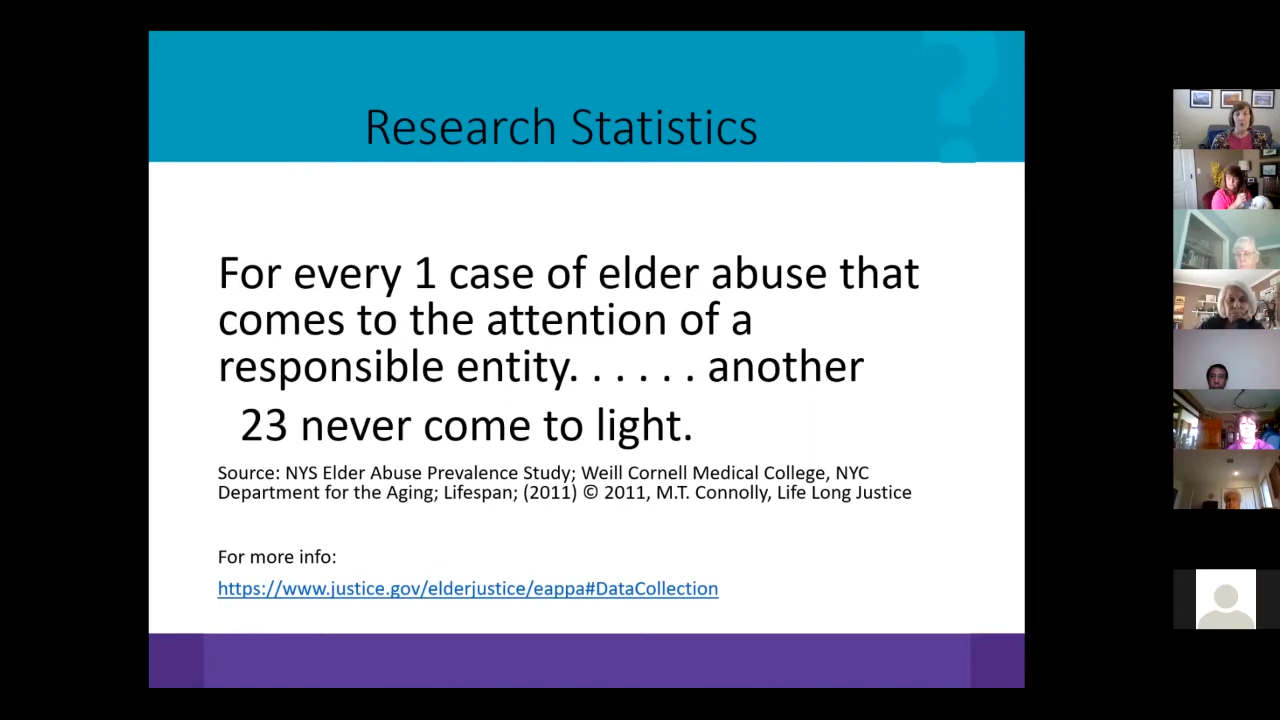 Research Statistics
For every 1 case of elder abuse that
comes to the attention of a
responsible entity. . . . . . another
23 never come to light.
Source: NYS Elder Abuse Prevalence Study; Weill Cornell Medical College, NYC
Department for the Aging; Lifespan; (2011) © 2011, M.T. Connolly, Life Long Justice
For more info:
https://www.justice.gov/elderjustice/eappa#DataCollection